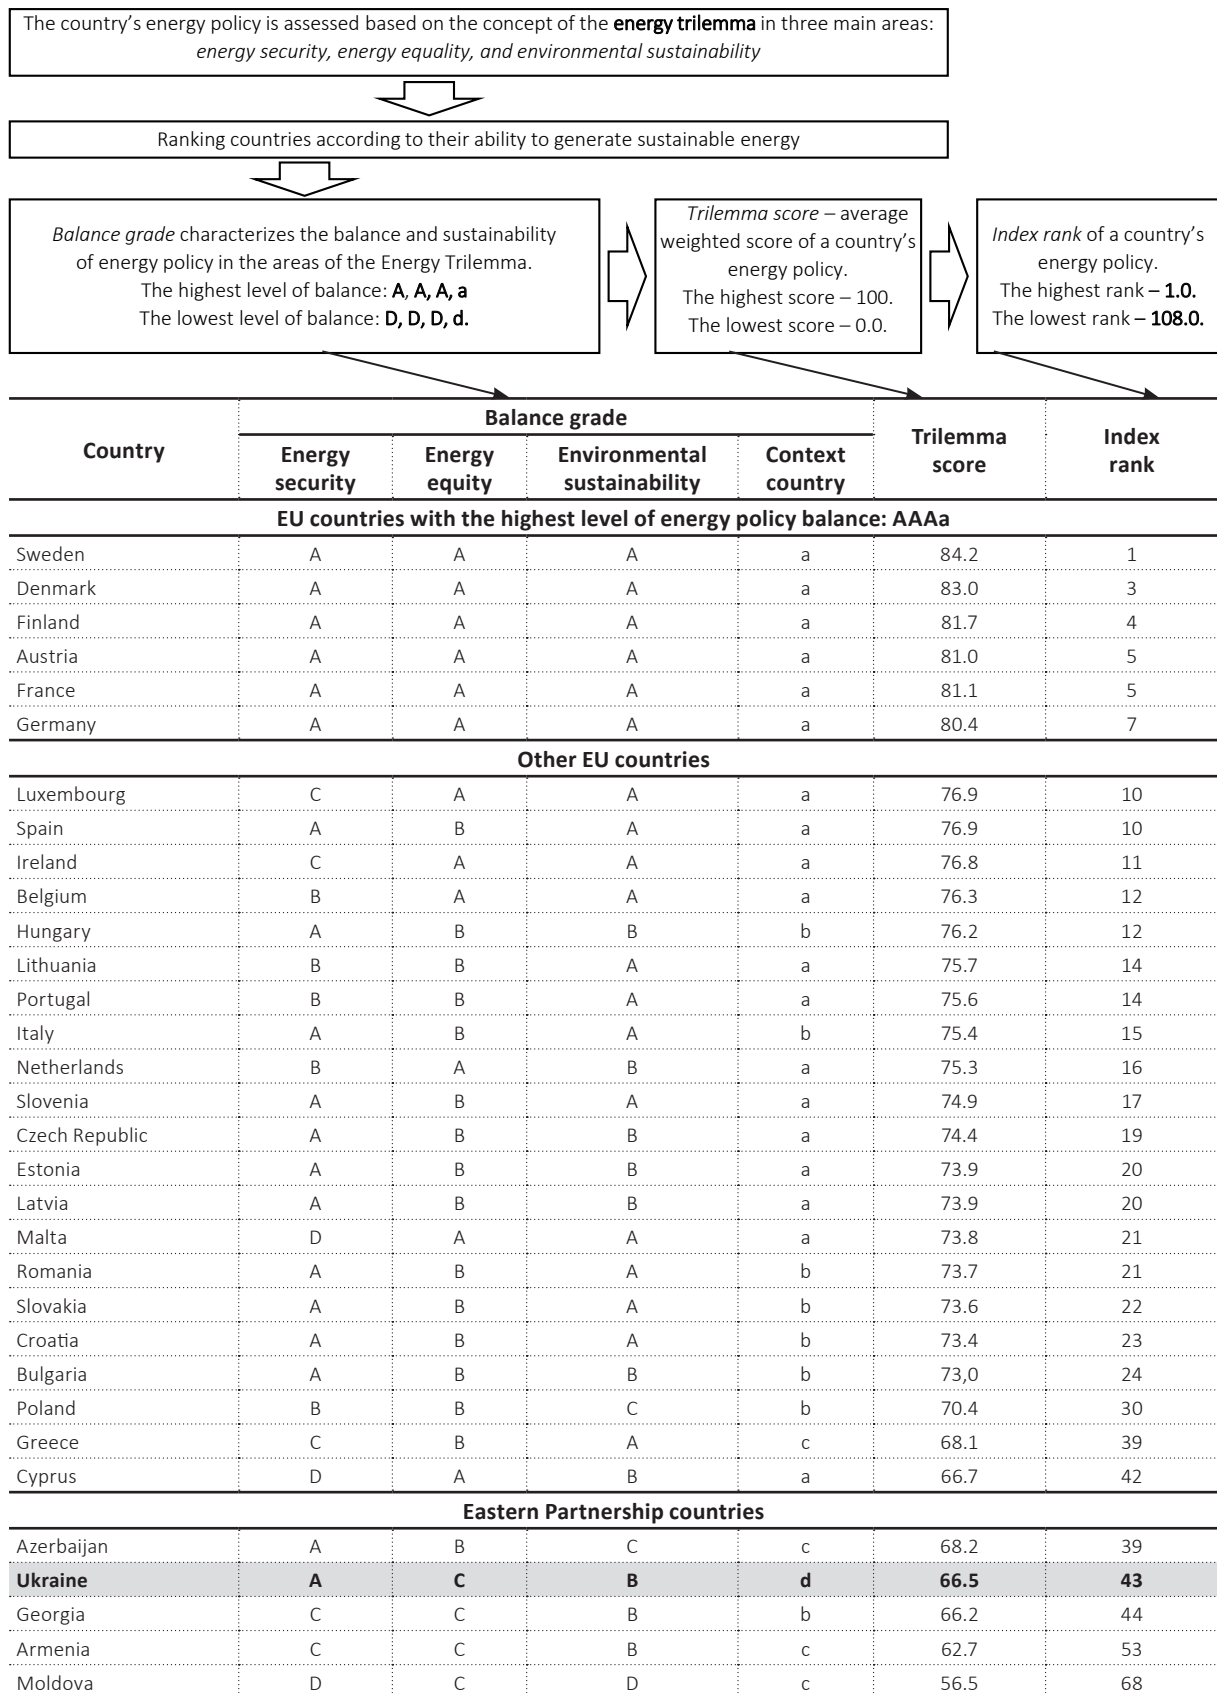 The country’s energy policy is assessed based on the concept of the energy trilemma in three main areas:
energy security, energy equality, and environmental sustainability
Ranking countries according to their ability to generate sustainable energy
Balance grade characterizes the balance and sustainability
of energy policy in the areas of the Energy Trilemma.
The highest level of balance: A, A, A, a
The lowest level of balance: D, D, D, d.
Trilemma score – average
weighted score of a country’s
energy policy.
The highest score – 100.
The lowest score – 0.0.
Index rank of a country’s
energy policy.
The highest rank – 1.0.
The lowest rank – 108.0.
Country Balance grade Trilemma score Index rank
Energy security Energy equity Environmental sustainability Context country
EU countries with the highest level of energy policy balance: AAAa
Sweden A A A a 84.2 1
Denmark A A A a 83.0 3
Finland A A A a 81.7 4
Austria A A A a 81.0 5
France A A A a 81.1 5
Germany A A A a 80.4 7
Other EU countries
Luxembourg C A A a 76.9 10
Spain A B A a 76.9 10
Ireland C A A a 76.8 11
Belgium B A A a 76.3 12
Hungary A B B b 76.2 12
Lithuania B B A a 75.7 14
Portugal B B A a 75.6 14
Italy A B A b 75.4 15
Netherlands B A B a 75.3 16
Slovenia A B A a 74.9 17
Czech Republic A B B a 74.4 19
Estonia A B B a 73.9 20
Latvia A B B a 73.9 20
Malta D A A a 73.8 21
Romania A B A b 73.7 21
Slovakia A B A b 73.6 22
Croatia A B A b 73.4 23
Bulgaria A B B b 73,0 24
Poland B B C b 70.4 30
Greece C B A c 68.1 39
Cyprus D A B a 66.7 42
Eastern Partnership countries
Azerbaijan A B C c 68.2 39
Ukraine A C B d 66.5 43
Georgia C C B b 66.2 44
Armenia C C B c 62.7 53
Moldova D C D c 56.5 68